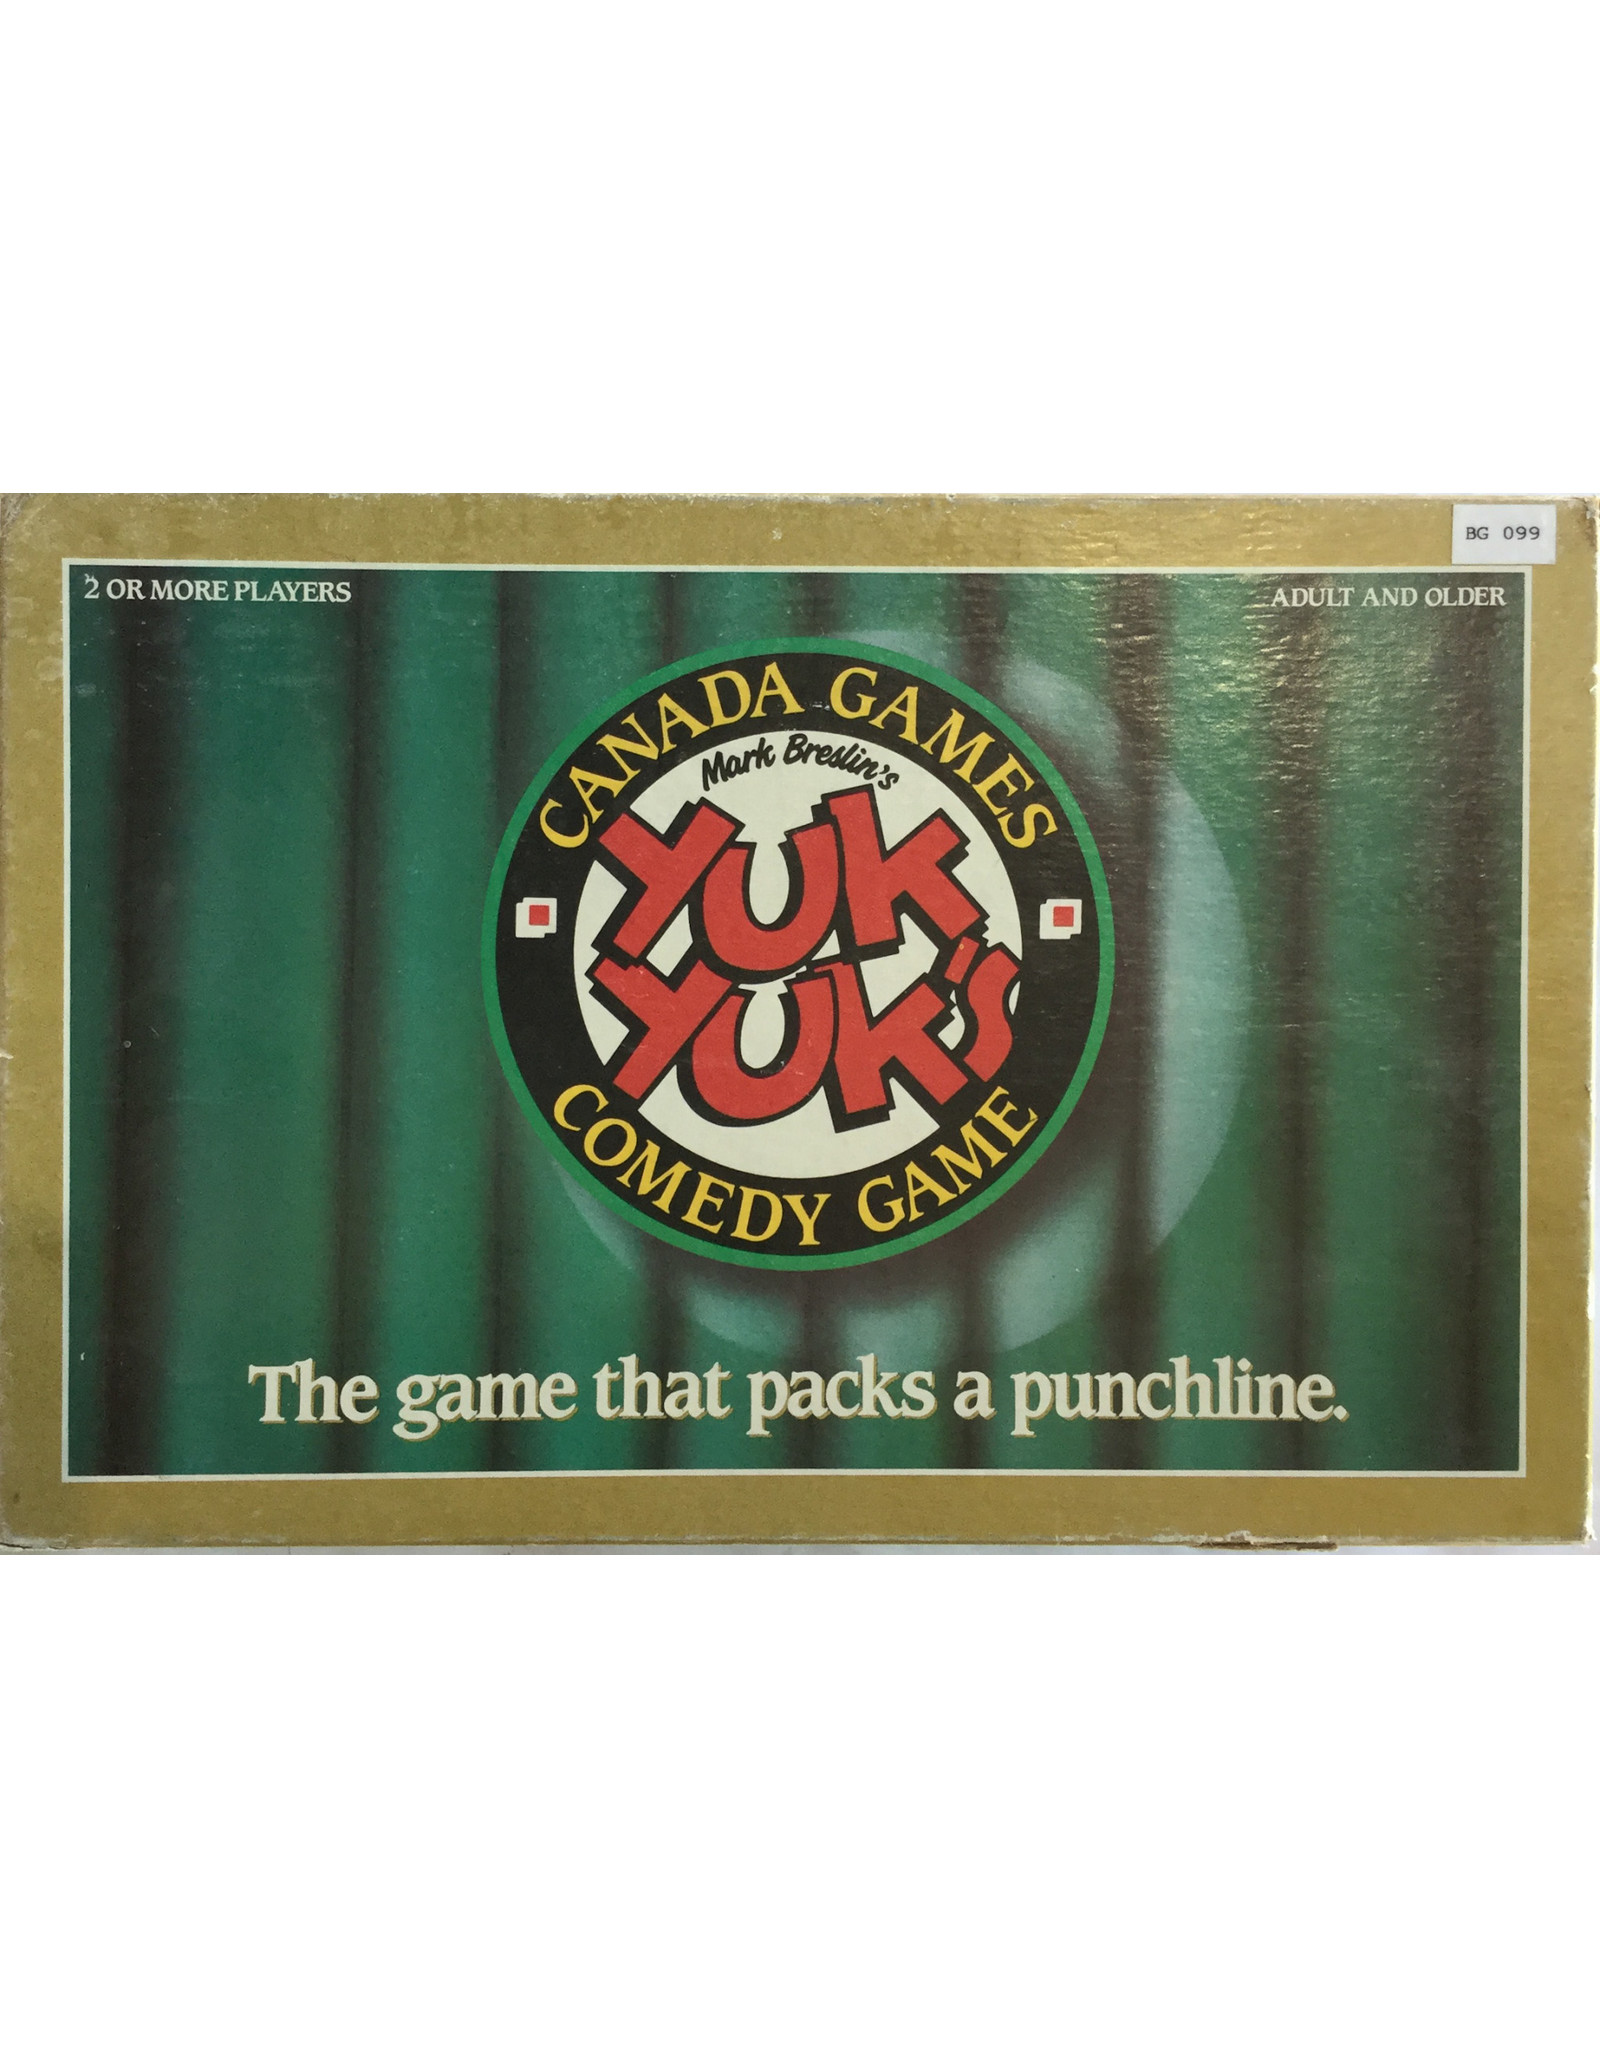 BG 099
2 OR MORE PLAYERS
ADULT AND OLDER
CANADA GAMES
Mark Breslin's
YUK
YUK'S
COMEDY GAME
The game that packs a punchline.